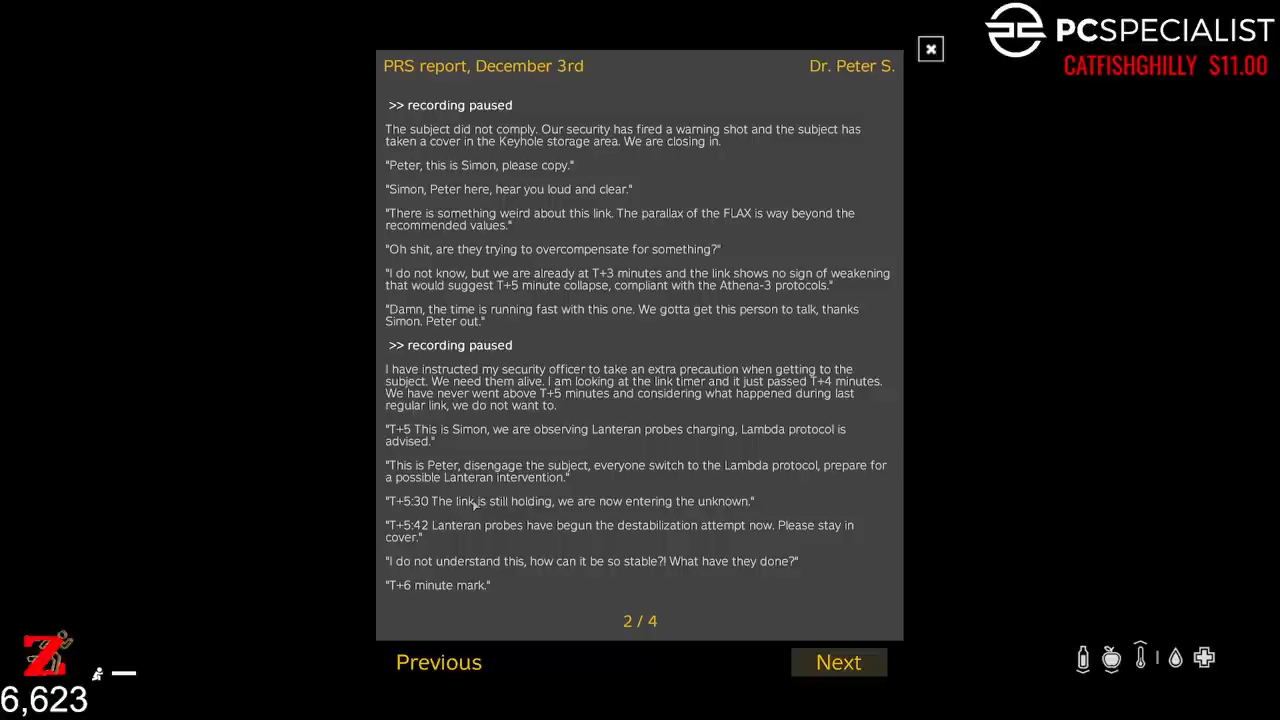 PCSPECIALIST
CATFISHGHILLY $11.00
PRS report, December 3rd
Dr. Peter S.
>> recording paused
The subject did not comply. Our security has fired a warning shot and the subject has
taken a cover in the Keyhole storage area. We are closing in.
"Peter, this is Simon, please copy."
"Simon, Peter here, hear you loud and clear."
"There is something weird about this link. The parallax of the FLAX is way beyond the
recommended values."
"Oh shit, are they trying to overcompensate for something?"
"I do not know, but we are already at T+3 minutes and the link shows no sign of weakening
that would suggest T+5 minute collapse, compliant with the Athena-3 protocols."
"Damn, the time is running fast with this one. We gotta get this person to talk, thanks
Simon. Peter out."
>> recording paused
I have instructed my security officer to take an extra precaution when getting to the
subject. We need them alive. I am looking at the link timer and it just passed T+4 minutes.
We have never went above T+5 minutes and considering what happened during last
regular link, we do not want to.
"T+5 This is Simon, we are observing Lanteran probes charging, Lambda protocol is
advised."
"This is Peter, disengage the subject, everyone switch to the Lambda protocol, prepare for
a possible Lanteran intervention."
"T+5:30 The link is still holding, we are now entering the unknown."
"T+5:42 Lanteran probes have begun the destabilization attempt now. Please stay in
cover."
"I do not understand this, how can it be so stable?! What have they done?"
"T+6 minute mark."
2 / 4
Previous
Next
Z
6,623